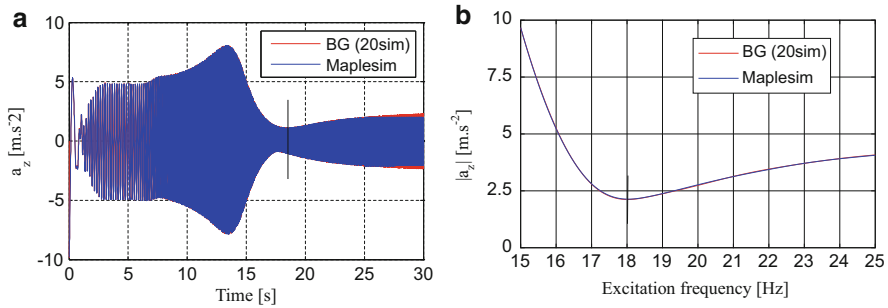 a
10
5
0
-5
-10
a_z [m.s^-2]
0
5
10
15
20
25
30
Time [s]
BG (20sim)
Maplesim
b
10
7.5
5
2.5
0
|a_z| [m.s^-2]
15 16 17 18 19 20 21 22 23 24 25
Excitation frequency [Hz]
BG (20sim)
Maplesim